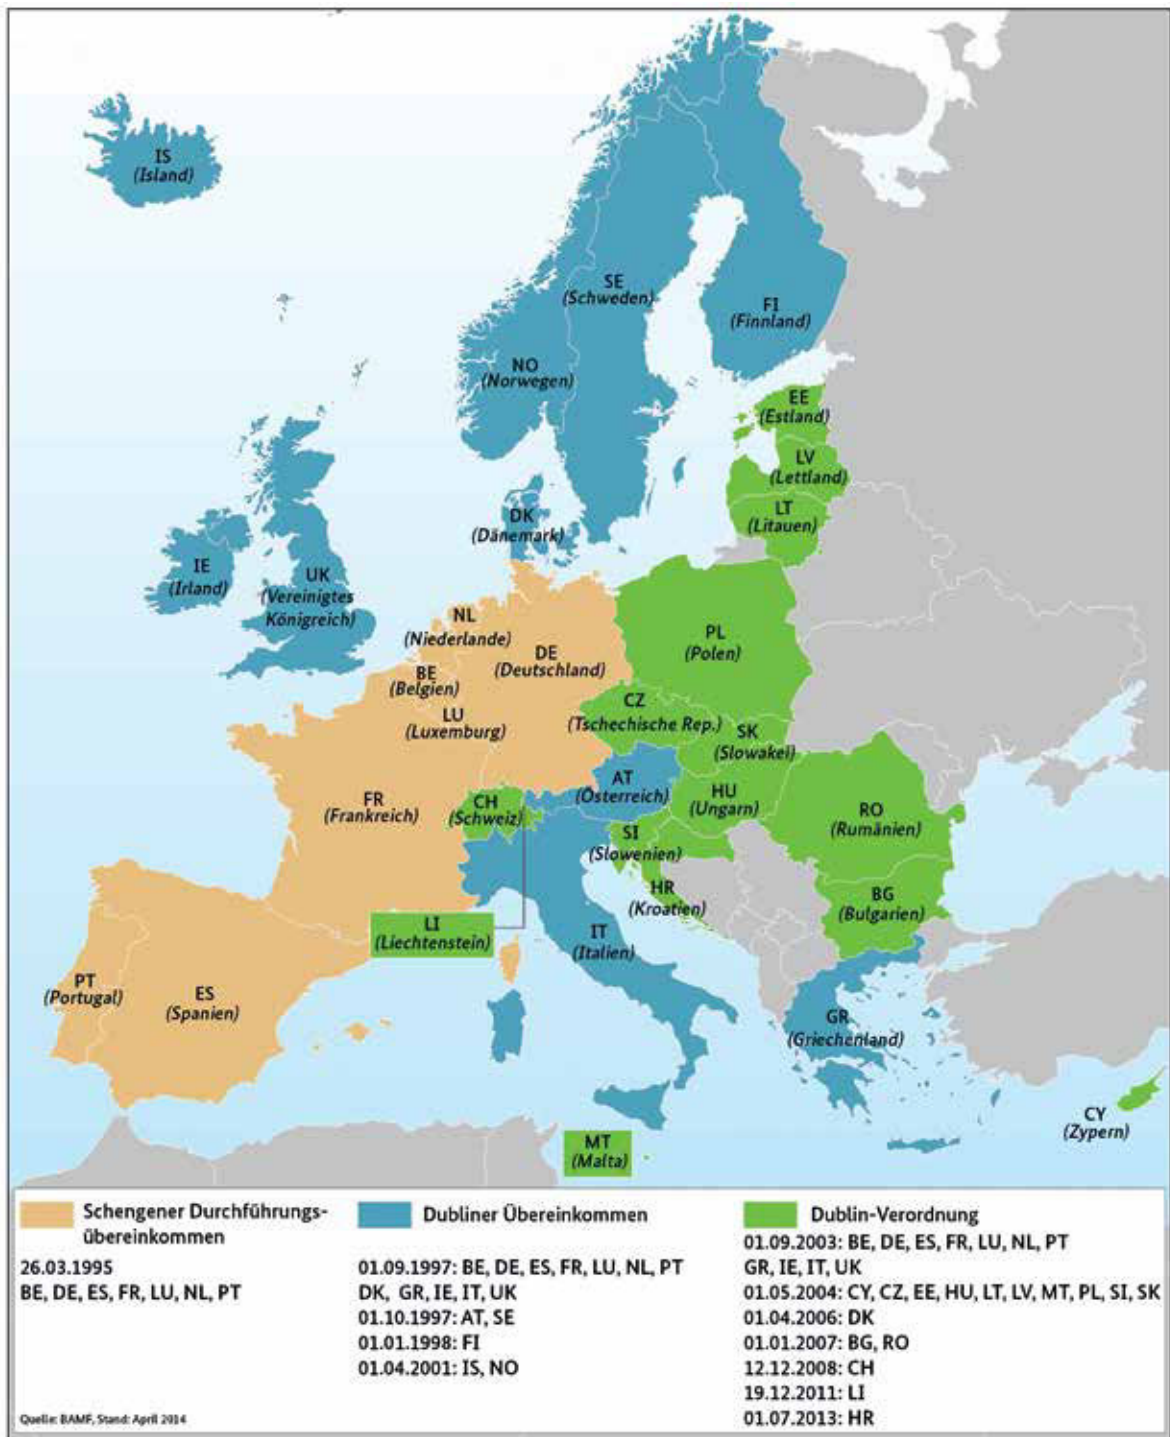 IS
(Island)
SE
(Schweden)
FI
(Finnland)
NO
(Norwegen)
EE
(Estland)
LV
(Lettland)
LT
(Litauen)
DK
(Dänemark)
IE
(Irland)
UK
(Vereinigtes
Königreich)
NL
(Niederlande)
DE
(Deutschland)
PL
(Polen)
BE
(Belgien)
LU
(Luxemburg)
CZ
(Tschechische Rep.)
SK
(Slowakei)
AT
(Österreich)
HU
(Ungarn)
FR
(Frankreich)
CH
(Schweiz)
RO
(Rumänien)
SI
(Slowenien)
HR
(Kroatien)
BG
(Bulgarien)
LI
(Liechtenstein)
IT
(Italien)
PT
(Portugal)
ES
(Spanien)
GR
(Griechenland)
CY
(Zypern)
MT
(Malta)
Schengener Durchführungs-
übereinkommen
26.03.1995
BE, DE, ES, FR, LU, NL, PT
Dubliner Übereinkommen
01.09.1997: BE, DE, ES, FR, LU, NL, PT
DK, GR, IE, IT, UK
01.10.1997: AT, SE
01.01.1998: FI
01.04.2001: IS, NO
Dublin-Verordnung
01.09.2003: BE, DE, ES, FR, LU, NL, PT
GR, IE, IT, UK
01.05.2004: CY, CZ, EE, HU, LT, LV, MT, PL, SI, SK
01.04.2006: DK
01.01.2007: BG, RO
12.12.2008: CH
19.12.2011: LI
01.07.2013: HR
Quelle: BAMF, Stand: April 2014